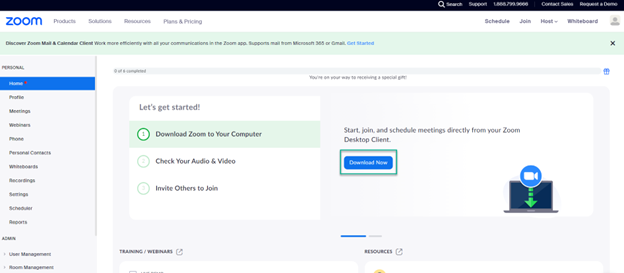 Search Support 1.888.799.9666 Contact Sales Request a Demo
zoom Products Solutions Resources Plans & Pricing Schedule Join Host Whiteboard
Discover Zoom Mail & Calendar Client Work more efficiently with all your communications in the Zoom app. Supports mail from Microsoft 365 or Gmail. Get Started
PERSONAL
Home
Profile
Meetings
Webinars
Phone
Personal Contacts
Whiteboards
Recordings
Settings
Scheduler
Reports
ADMIN
User Management
Room Management
0 of 6 completed
You're on your way to receiving a special gift!
Let's get started!
1 Download Zoom to Your Computer
2 Check Your Audio & Video
3 Invite Others to Join
Start, join, and schedule meetings directly from your Zoom
Desktop Client.
Download Now
TRAINING / WEBINARS
RESOURCES